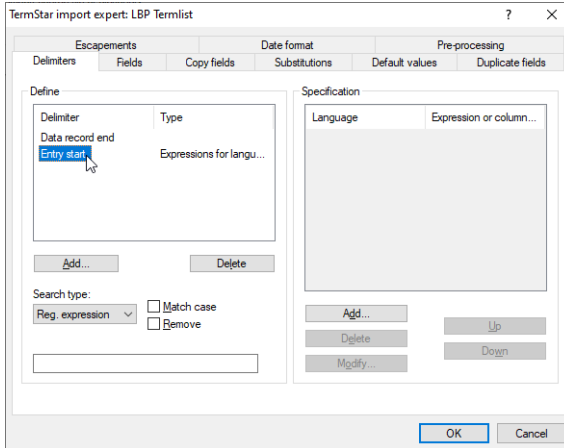 TermStar import expert: LBP Termlist
? ×
Escapements Date format Pre-processing
Delimiters Fields Copy fields Substitutions Default values Duplicate fields
Define
Delimiter Type
Data record end
Entry start Expressions for langu...
Add... Delete
Search type:
Reg. expression
Match case
Remove
Specification
Language Expression or column...
Add...
Delete
Modify...
Up
Down
OK Cancel